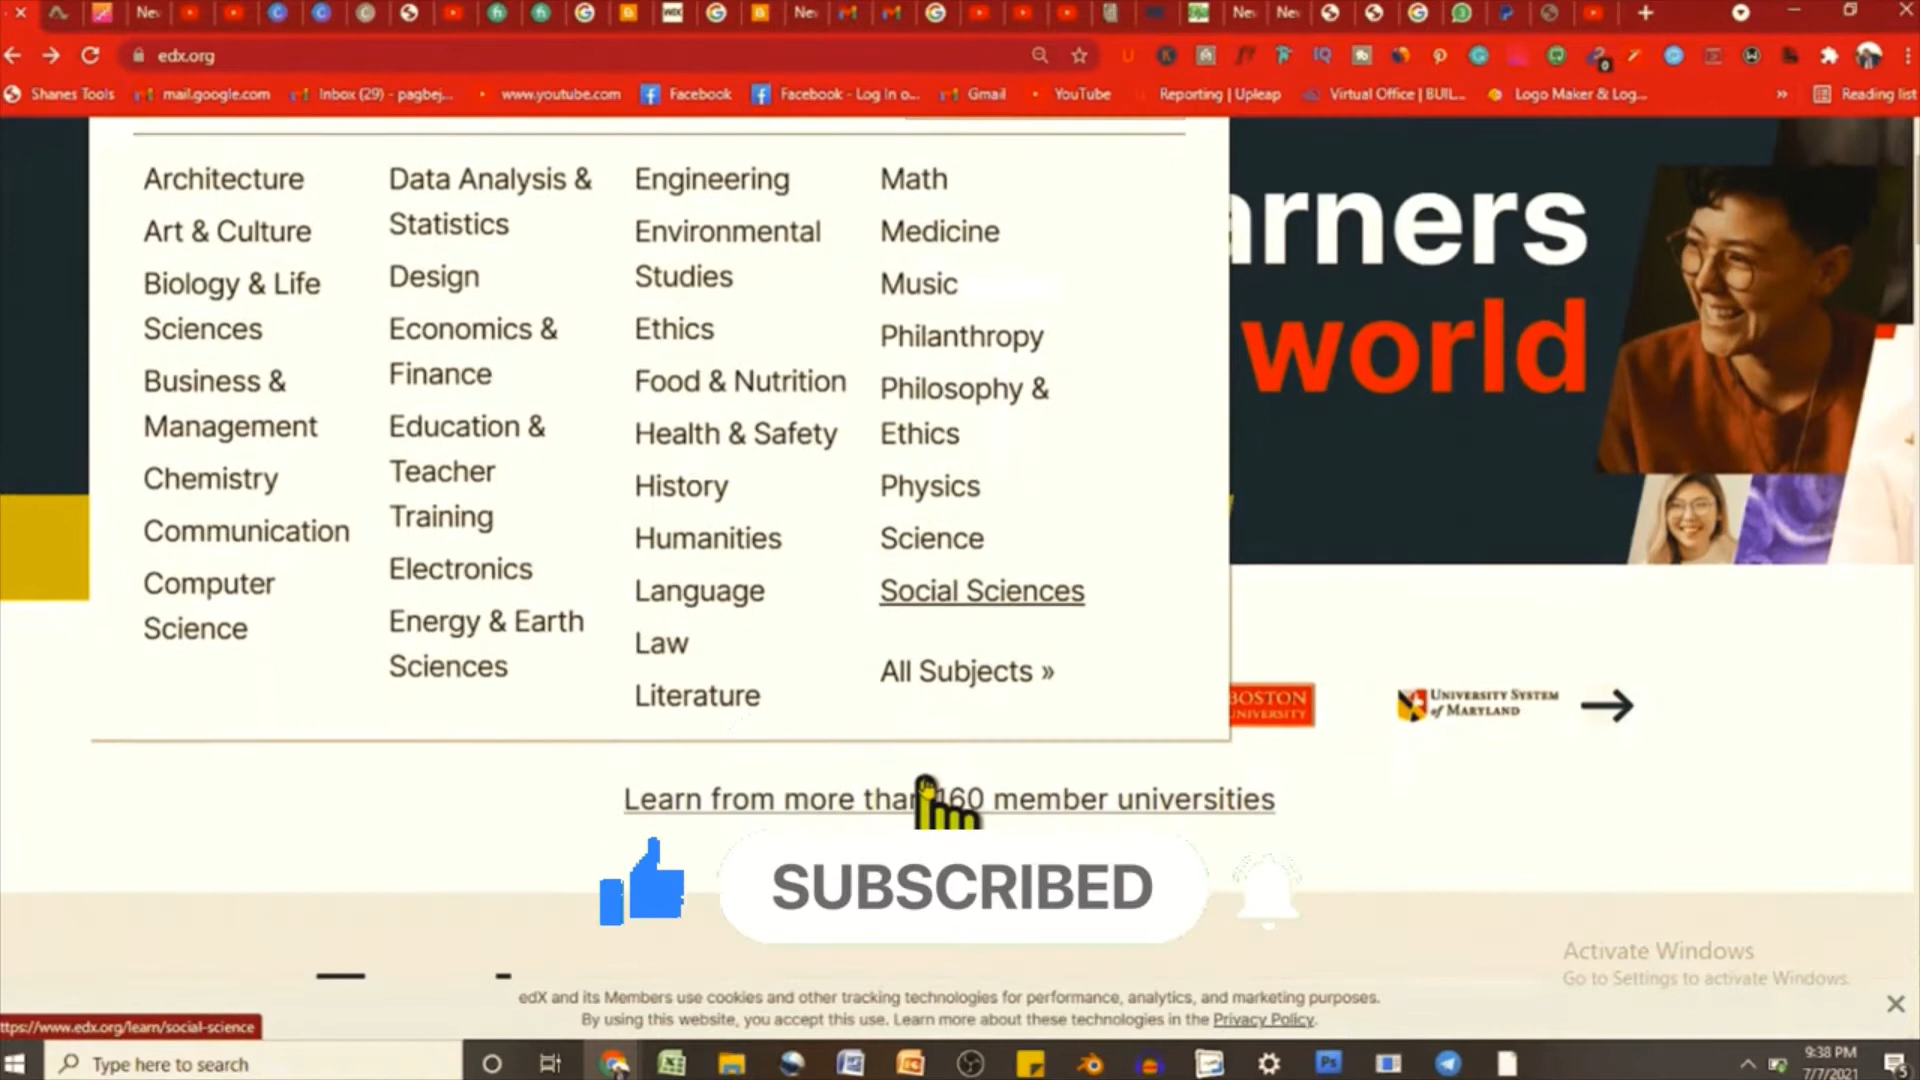 Nev
Nev
Nev
Nev
edx.org
Shanes Tools
mail.google.com
Inbox (29) - pagbej...
www.youtube.com
Facebook
Facebook - Log In o...
Gmail
YouTube
Reporting | Upleap
Virtual Office | BUIL...
Logo Maker & Log...
»
Reading list
Architecture
Art & Culture
Biology & Life
Sciences
Business &
Management
Chemistry
Communication
Computer
Science
Data Analysis &
Statistics
Design
Economics &
Finance
Education &
Teacher
Training
Electronics
Energy & Earth
Sciences
Engineering
Environmental
Studies
Ethics
Food & Nutrition
Health & Safety
History
Humanities
Language
Law
Literature
Math
Medicine
Music
Philanthropy
Philosophy &
Ethics
Physics
Science
Social Sciences
All Subjects »
arners
world
BOSTON
UNIVERSITY
UNIVERSITY SYSTEM
of MARYLAND
Learn from more than 160 member universities
SUBSCRIBED
Activate Windows
Go to Settings to activate Windows.
edX and its Members use cookies and other tracking technologies for performance, analytics, and marketing purposes.
By using this website, you accept this use. Learn more about these technologies in the Privacy Policy.
ttps://www.edx.org/learn/social-science
Type here to search
9:38 PM
7/7/2021